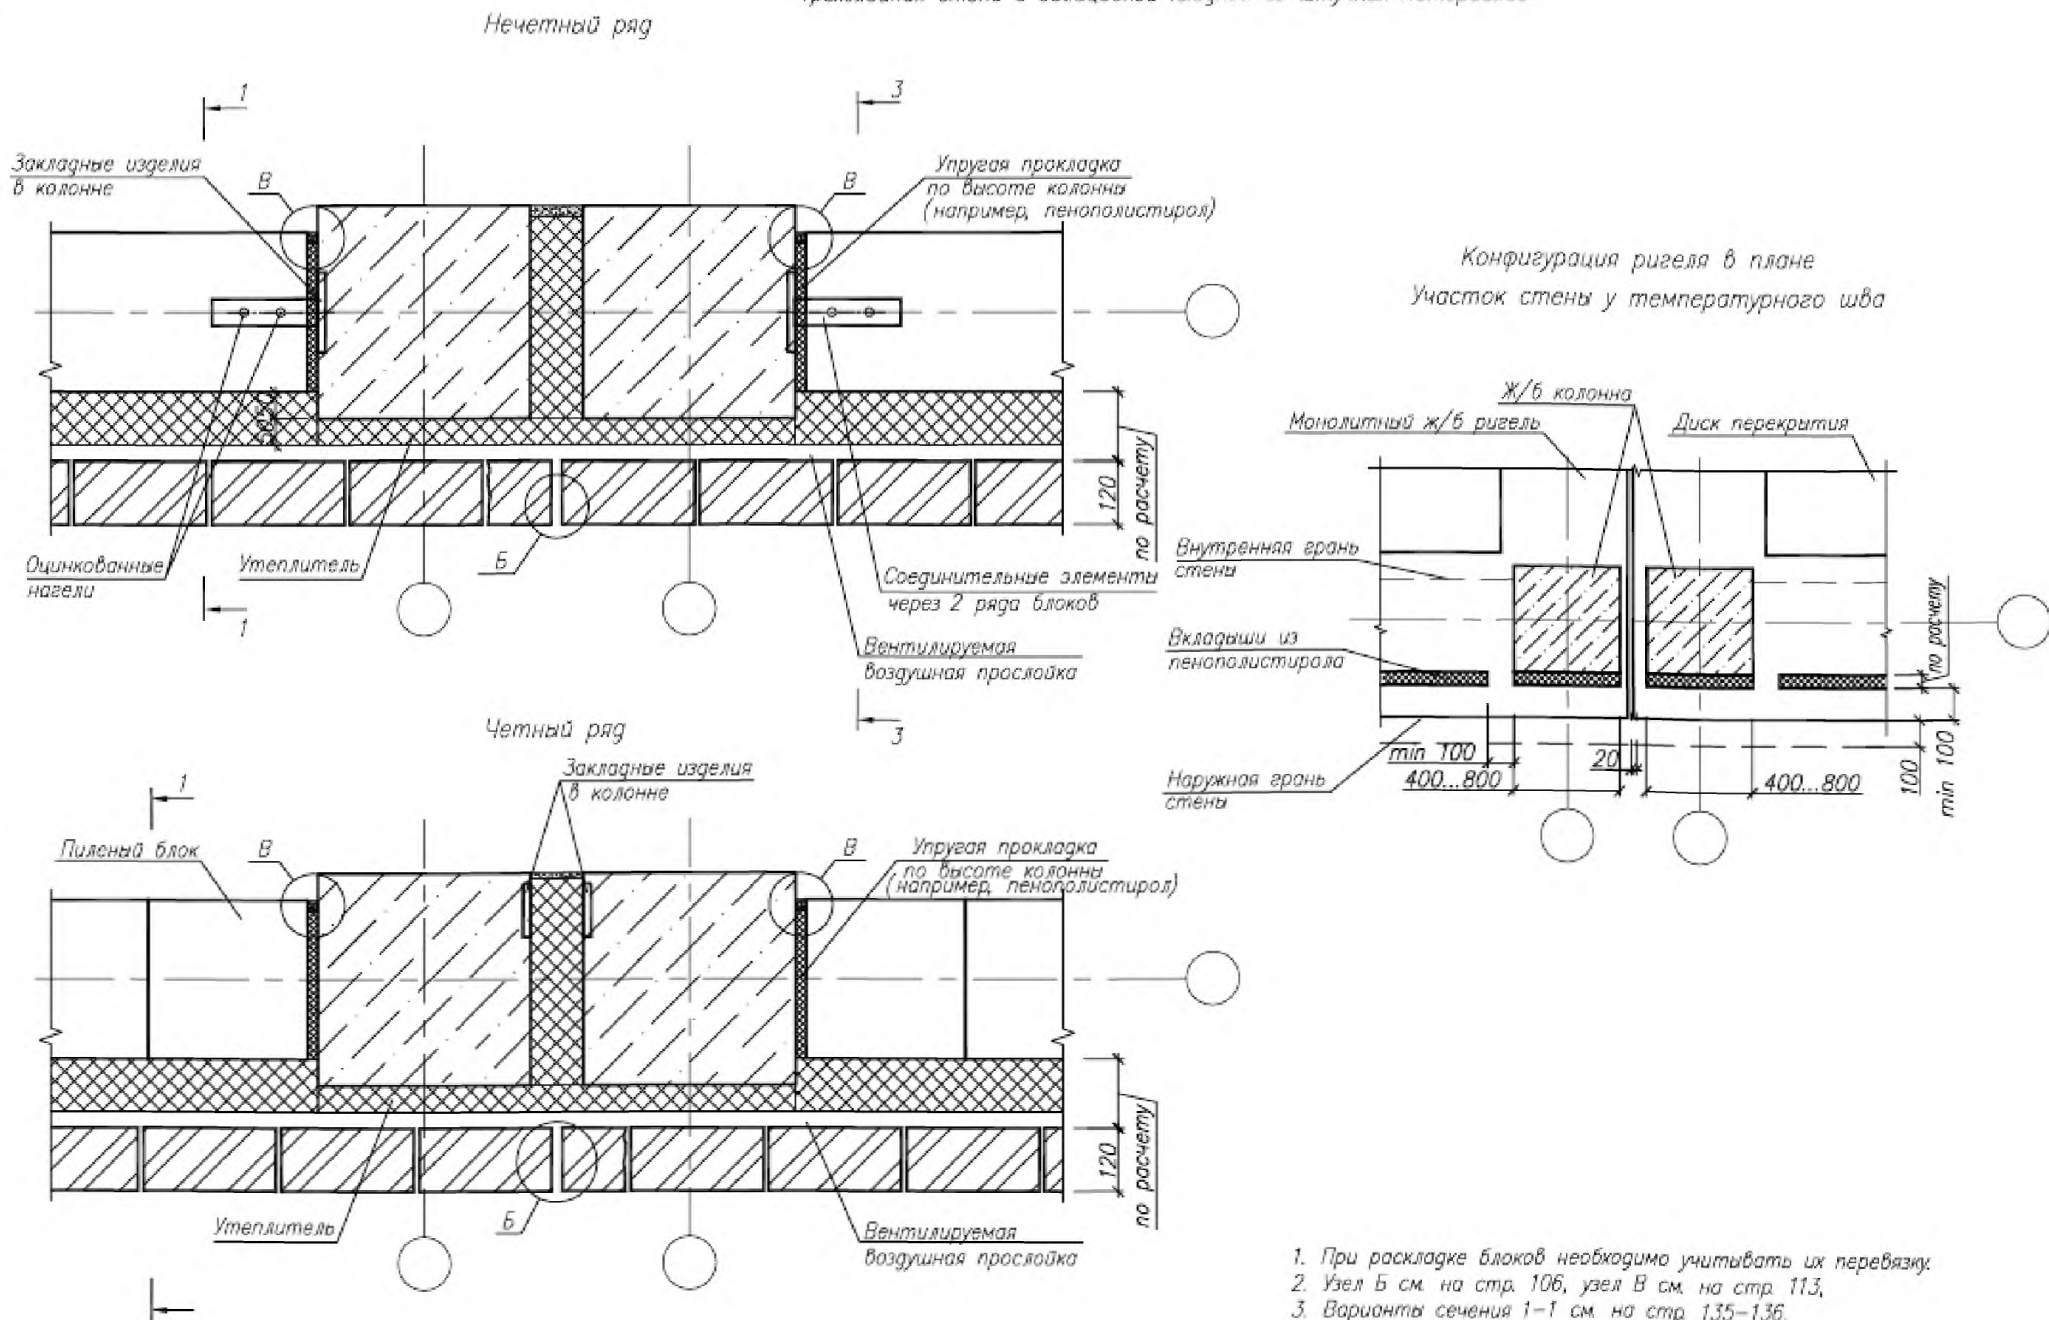 Нечетный ряд
1
3
Закладные изделия
в колонне
В
В
Упругая прокладка
по высоте колонны
(например, пенополистирол)
120
по расчету
Оцинкованные
нагели
Утеплитель
Б
Соединительные элементы
через 2 ряда блоков
1
Вентилируемая
воздушная прослойка
3
Конфигурация ригеля в плане
Участок стены у температурного шва
Ж/б колонна
Монолитный ж/б ригель
Диск перекрытия
Внутренняя грань
стены
Вкладыши из
пенополистирола
по расчету
min 100
20
100
min 100
400...800
400...800
Наружная грань
стены
Четный ряд
Закладные изделия
в колонне
1
Пиленый блок
В
В
Упругая прокладка
по высоте колонны
(например, пенополистирол)
120
по расчету
Утеплитель
Б
Вентилируемая
воздушная прослойка
1. При раскладке блоков необходимо учитывать их перевязку.
2. Узел Б см. на стр. 106, узел В см. на стр. 113,
3. Варианты сечения 1-1 см. на стр. 135-136.